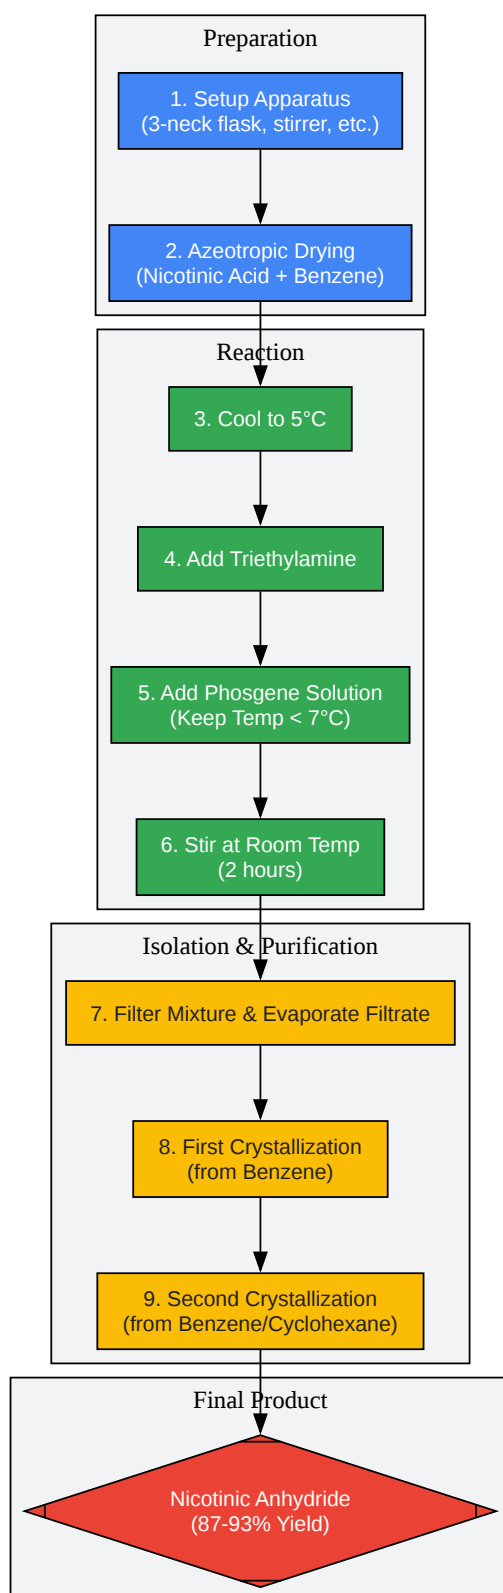 Preparation
1. Setup Apparatus
(3-neck flask, stirrer, etc.)
2. Azeotropic Drying
(Nicotinic Acid + Benzene)
Reaction
3. Cool to 5°C
4. Add Triethylamine
5. Add Phosgene Solution
(Keep Temp < 7°C)
6. Stir at Room Temp
(2 hours)
Isolation & Purification
7. Filter Mixture & Evaporate Filtrate
8. First Crystallization
(from Benzene)
9. Second Crystallization
(from Benzene/Cyclohexane)
Final Product
Nicotinic Anhydride
(87-93% Yield)